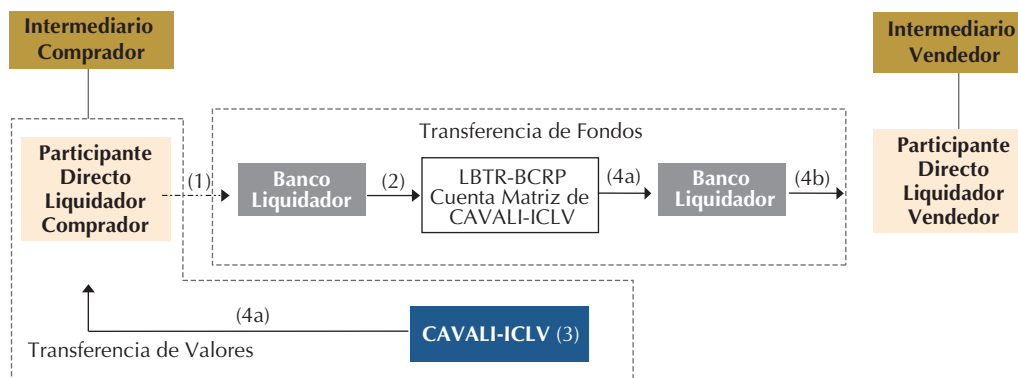 Intermediario
Comprador
Intermediario
Vendedor
Transferencia de Fondos
Participante
Directo
Liquidador
Comprador
(1)
Banco
Liquidador
(2)
LBTR-BCRP
Cuenta Matriz de
CAVALI-ICLV
(4a)
Banco
Liquidador
(4b)
Participante
Directo
Liquidador
Vendedor
(4a)
CAVALI-ICLV (3)
Transferencia de Valores